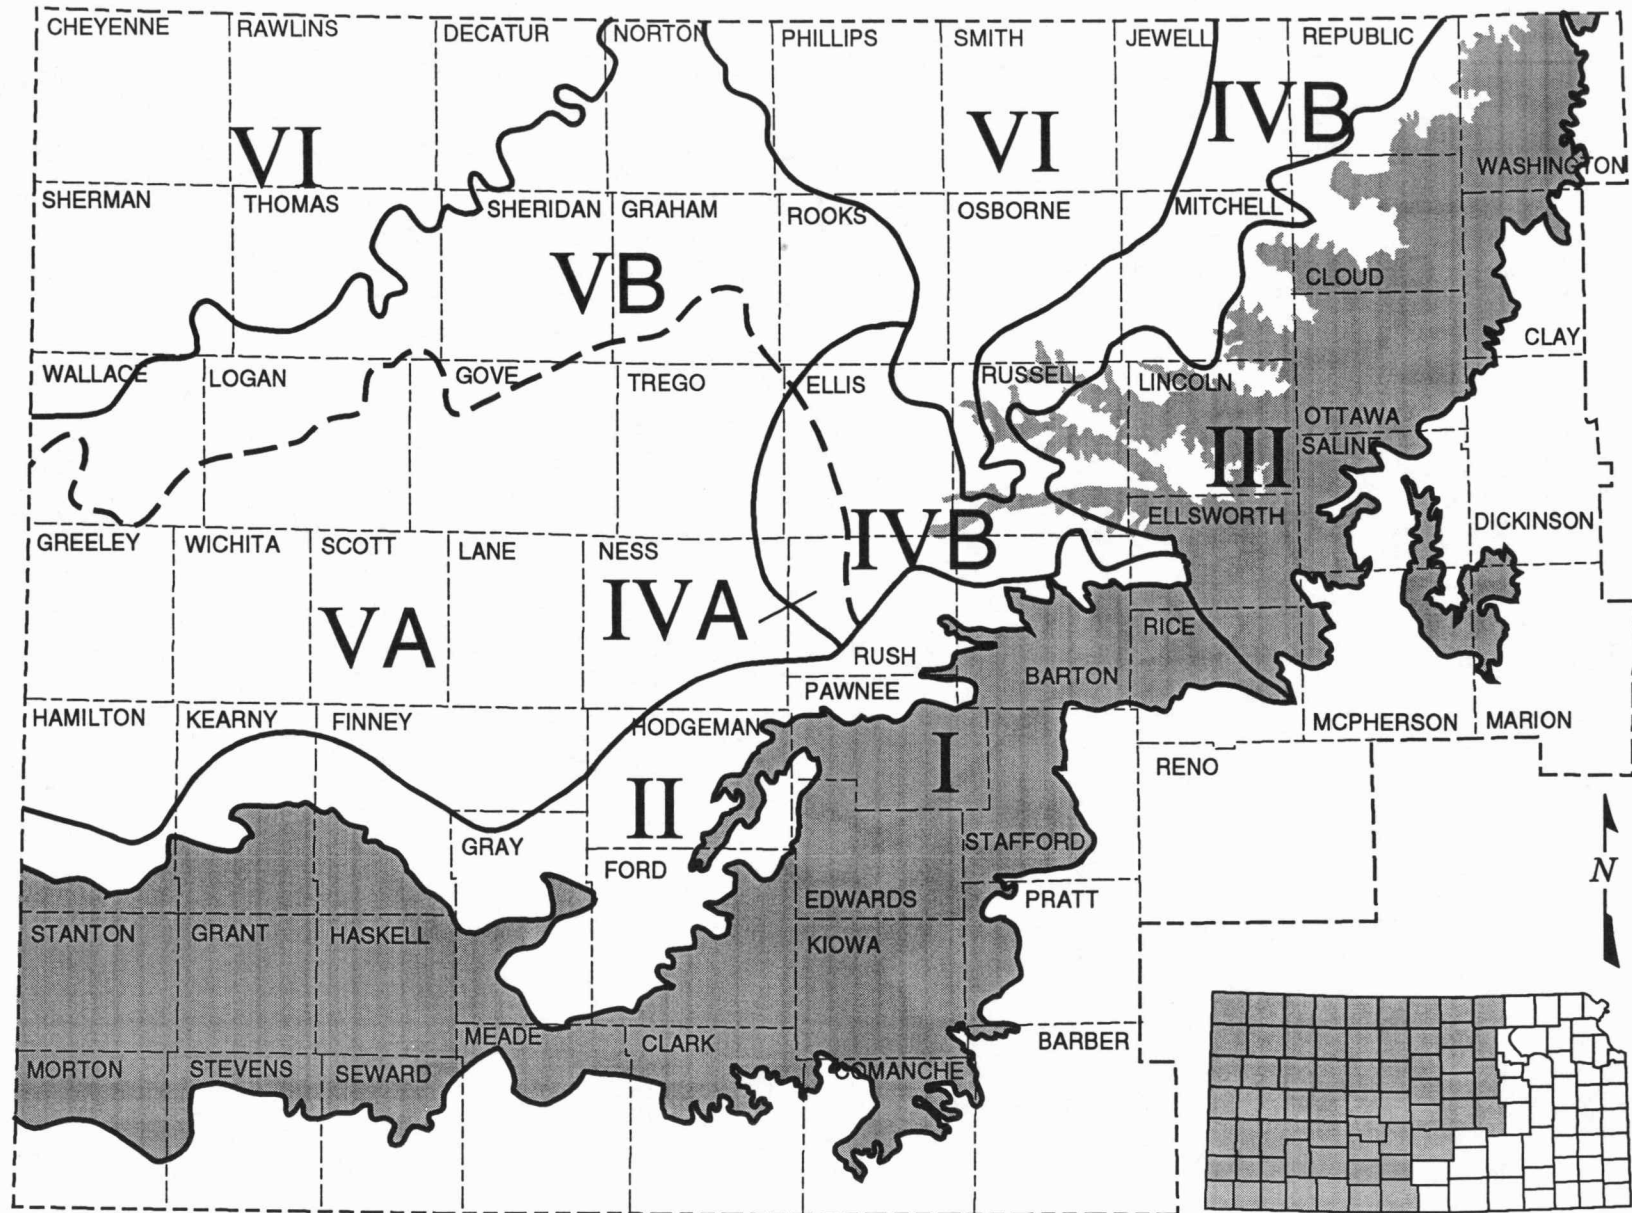 CHEYENNE RAWLINS DECATUR NORTON PHILLIPS SMITH JEWELL REPUBLIC
VI VI IVB
WASHINGTON
SHERMAN THOMAS SHERIDAN GRAHAM ROOKS OSBORNE MITCHELL
VB CLOUD
CLAY
WALLACE LOGAN GOVE TREGO ELLIS RUSSELL LINCOLN
OTTAWA
III SALINE
ELLSWORTH DICKINSON
GREELEY WICHITA SCOTT LANE NESS IVB
VA IVA
RUSH RICE
PAWNEE BARTON
HAMILTON KEARNY FINNEY HODGEMAN MCPHERSON MARION
I RENO
II
GRAY STAFFORD
FORD N
EDWARDS PRATT
STANTON GRANT HASKELL KIOWA
MEADE CLARK BARBER
MORTON STEVENS SEWARD COMANCHE